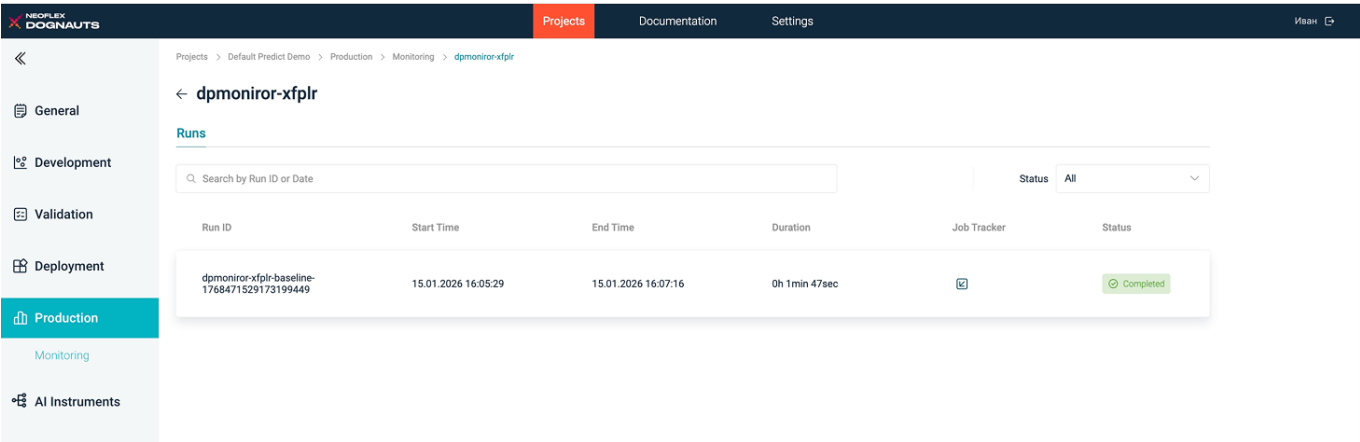 NEOFLEX
DOGNAUTS
Projects Documentation Settings Иван
Projects > Default Predict Demo > Production > Monitoring > dpmoniror-xfplr
← dpmoniror-xfplr
General
Runs
Development
Search by Run ID or Date Status All
Validation
Run ID Start Time End Time Duration Job Tracker Status
Deployment
dpmoniror-xfplr-baseline-
1768471529173199449 15.01.2026 16:05:29 15.01.2026 16:07:16 0h 1min 47sec Completed
Production
Monitoring
AI Instruments